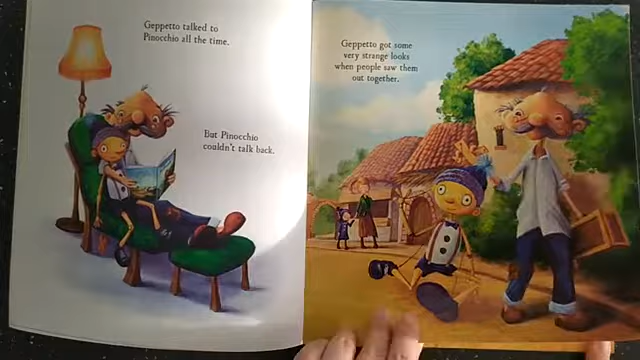 Geppetto talked to
Pinocchio all the time.
But Pinocchio
couldn't talk back.
Geppetto got some
very strange looks
when people saw them
out together.